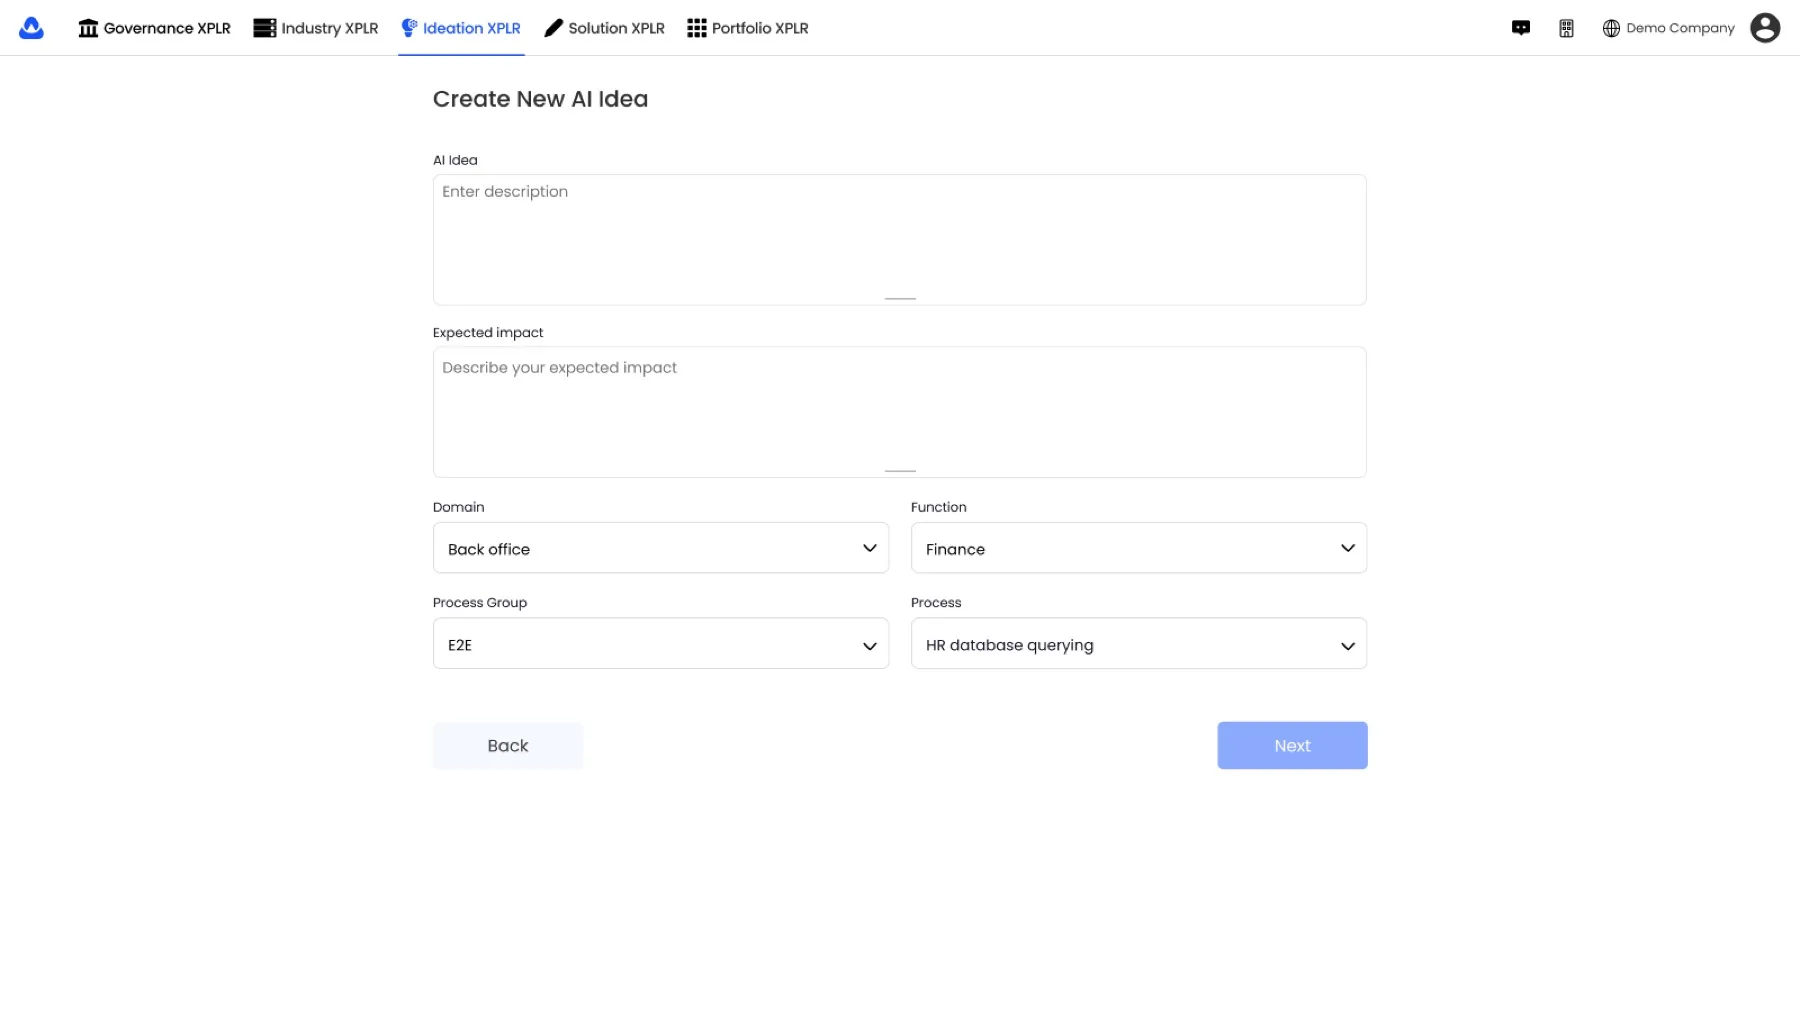 Governance XPLR Industry XPLR Ideation XPLR Solution XPLR Portfolio XPLR Demo Company
Create New AI Idea
AI Idea
Enter description
Expected impact
Describe your expected impact
Domain Function
Back office Finance
Process Group Process
E2E HR database querying
Back Next